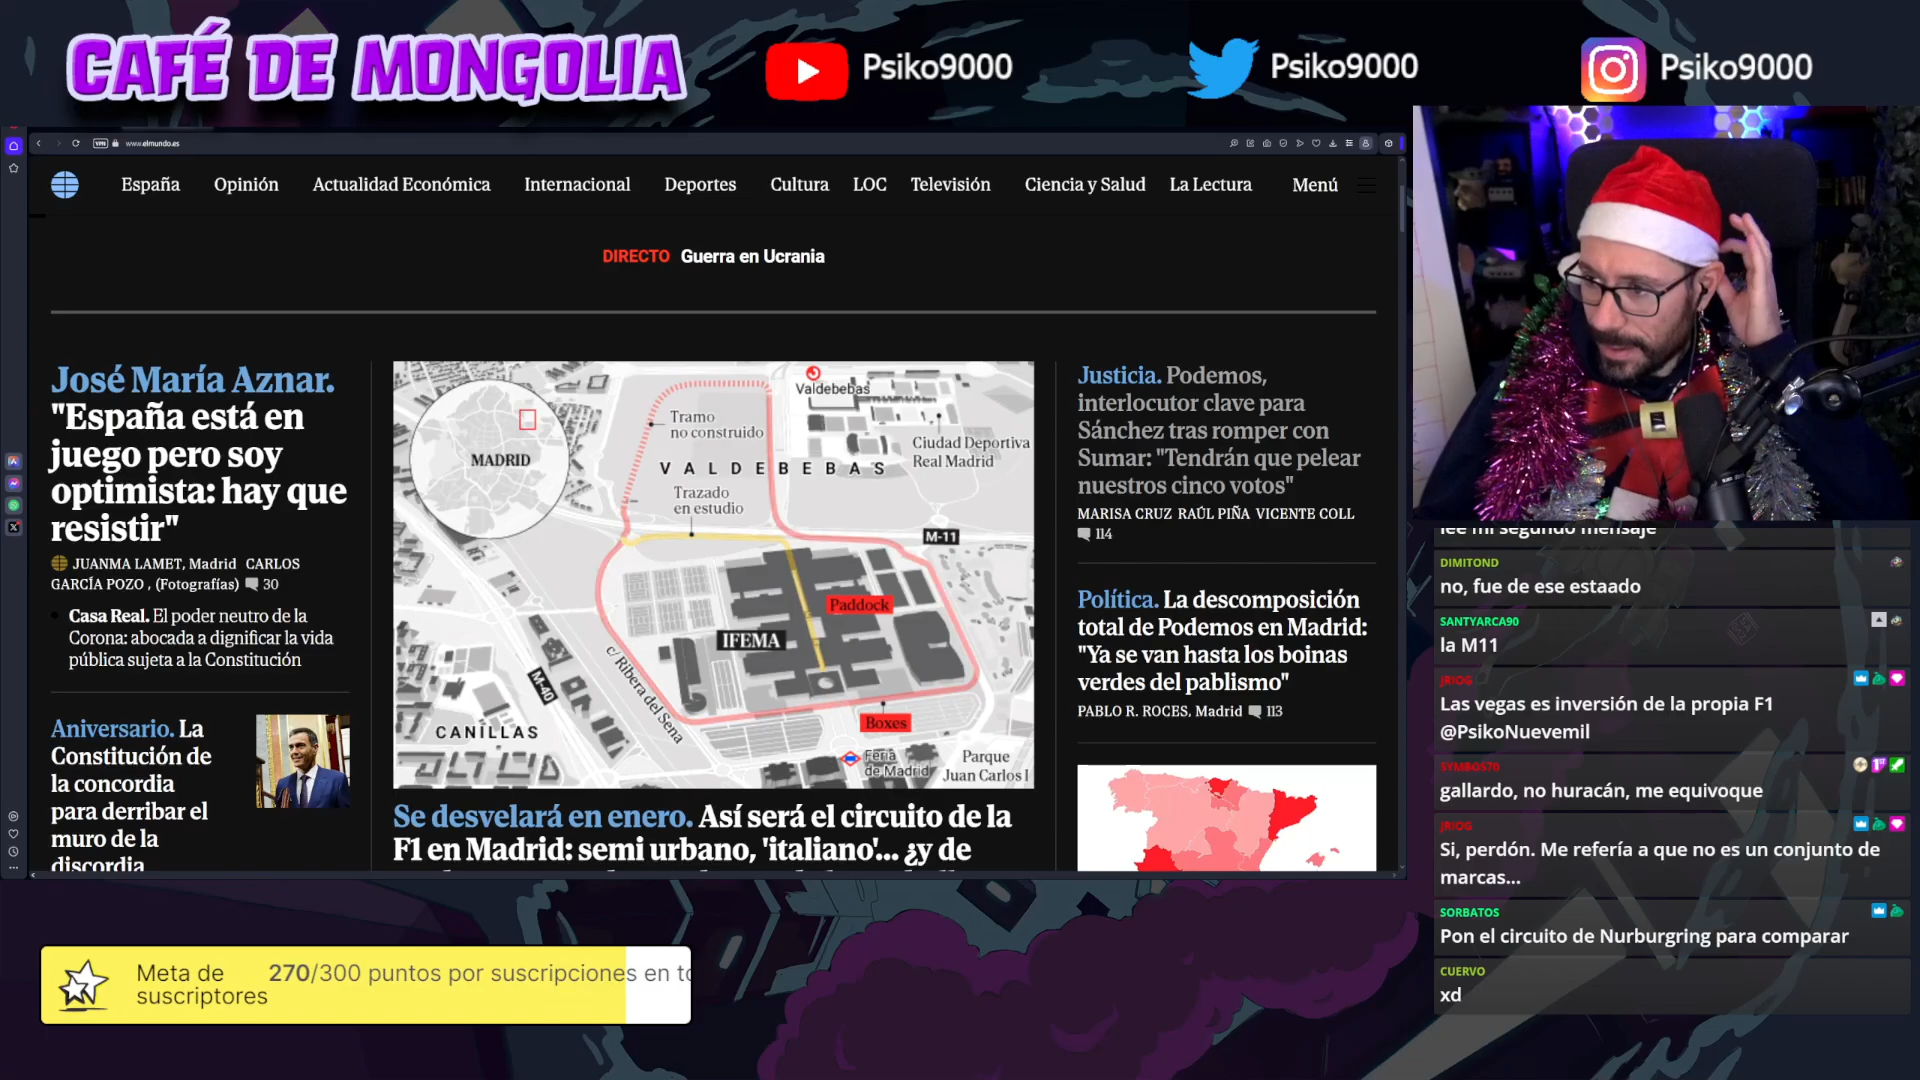 CAFÉ DE MONGOLIA
Psiko9000
Psiko9000
Psiko9000
VPN
www.elmundo.es
España
Opinión
Actualidad Económica
Internacional
Deportes
Cultura
LOC
Televisión
Ciencia y Salud
La Lectura
Menú
DIRECTO Guerra en Ucrania
José María Aznar.
"España está en
juego pero soy
optimista: hay que
resistir"
JUANMA LAMET, Madrid CARLOS
GARCÍA POZO , (Fotografías) 30
Casa Real. El poder neutro de la
Corona: abocada a dignificar la vida
pública sujeta a la Constitución
Aniversario. La
Constitución de
la concordia
para derribar el
muro de la
discordia
MADRID
Tramo
no construido
Valdebebas
Ciudad Deportiva
Real Madrid
VALDEBEBAS
Trazado
en estudio
M-11
Paddock
IFEMA
c/ Ribera del Sena
M-40
CANÍLLAS
Boxes
Feria
de Madrid
Parque
Juan Carlos I
Se desvelará en enero. Así será el circuito de la
F1 en Madrid: semi urbano, 'italiano'... ¿y de
Justicia. Podemos,
interlocutor clave para
Sánchez tras romper con
Sumar: "Tendrán que pelear
nuestros cinco votos"
MARISA CRUZ RAÚL PIÑA VICENTE COLL
114
Política. La descomposición
total de Podemos en Madrid:
"Ya se van hasta los boinas
verdes del pablismo"
PABLO R. ROCES, Madrid 113
lee mi segundo mensaje
DIMITOND
no, fue de ese estaado
SANTYARCA90
la M11
JRIOG
Las vegas es inversión de la propia F1
@PsikoNuevemil
SYMBOS70
gallardo, no huracán, me equivoque
JRIOG
Si, perdón. Me refería a que no es un conjunto de
marcas...
SORBATOS
Pon el circuito de Nurburgring para comparar
CUERVO
xd
Meta de
suscriptores
270/300 puntos por suscripciones en to